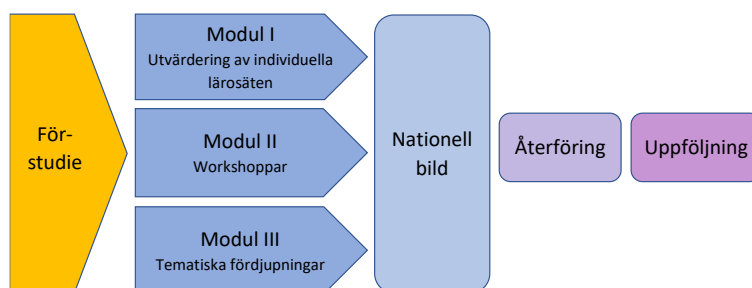 För-
studie
Modul I
Utvärdering av individuella
lärosäten
Modul II
Workshoppar
Modul III
Tematiska fördjupningar
Nationell
bild
Återföring
Uppföljning